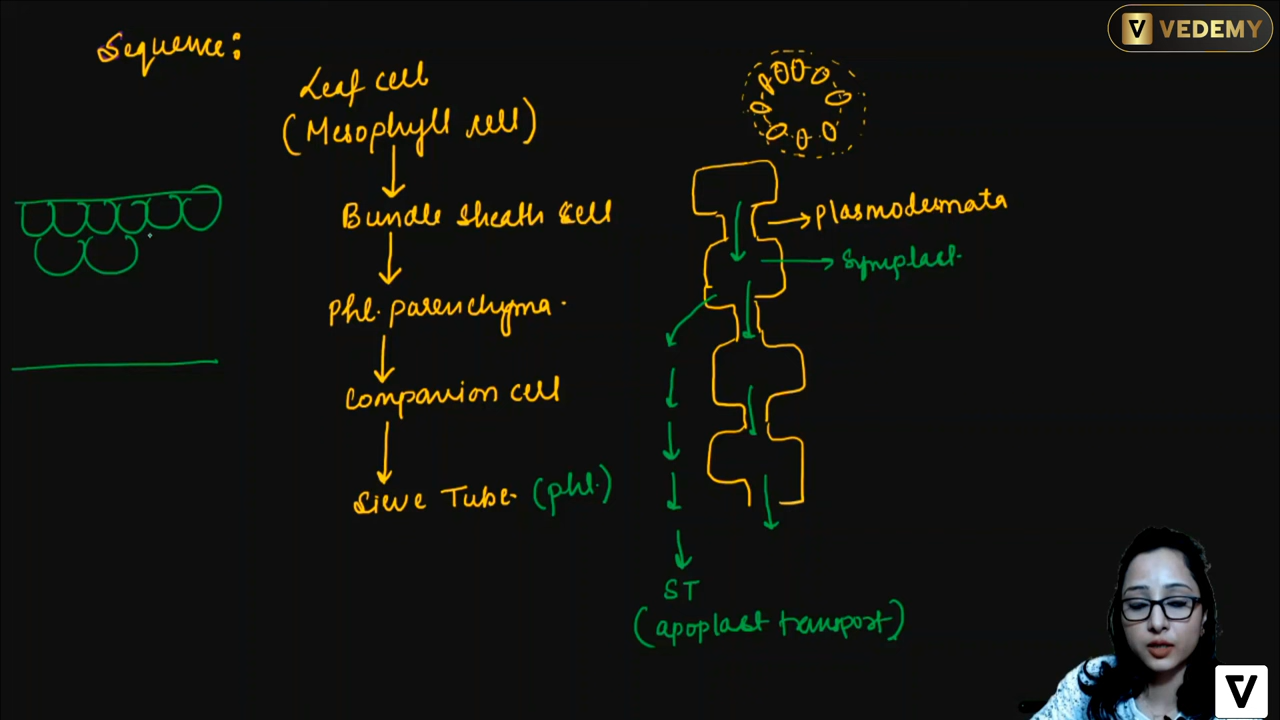 Sequence:
VEDEMY
Leaf cell
(Mesophyll cell)
Bundle Sheath Cell
Phl. parenchyma.
Companion cell
Sieve Tube (phl.)
Plasmodesmata
Symplast
ST
(apoplast transport)